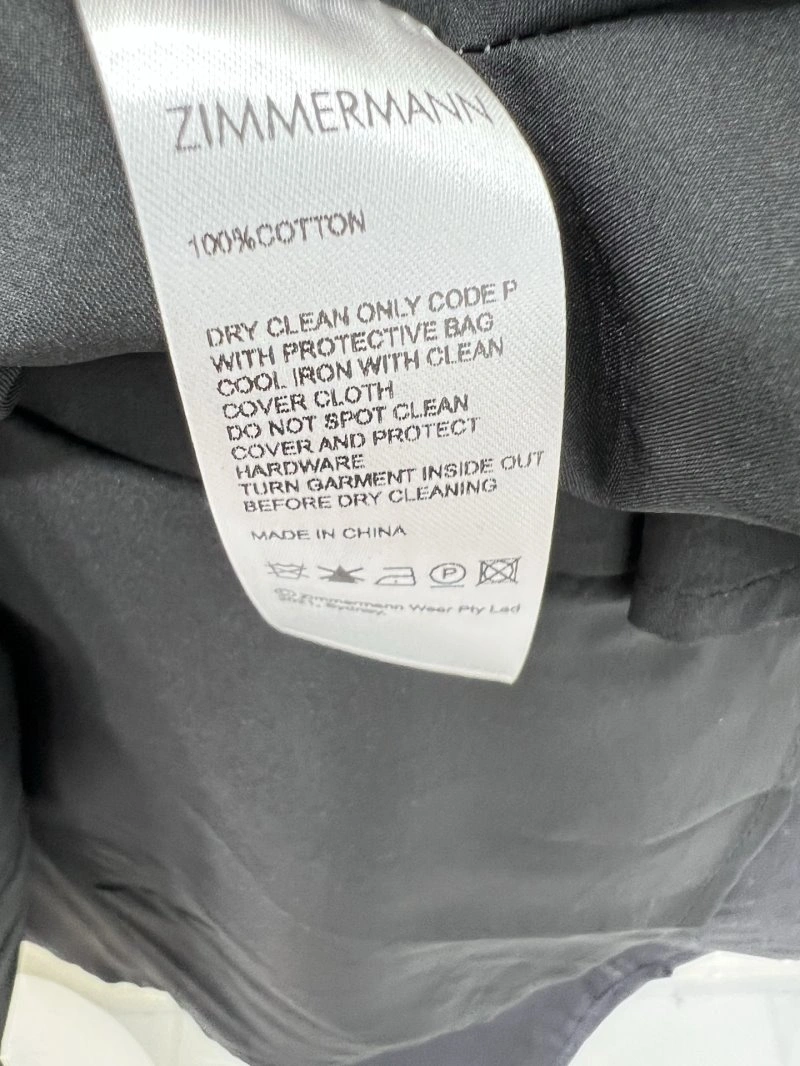 ZIMMERMANN
100%COTTON
DRY CLEAN ONLY CODE P
WITH PROTECTIVE BAG
COOL IRON WITH CLEAN
COVER CLOTH
DO NOT SPOT CLEAN
COVER AND PROTECT
HARDWARE
TURN GARMENT INSIDE OUT
BEFORE DRY CLEANING
MADE IN CHINA
P
© Zimmermann Wear Pty Ltd
Sydney.